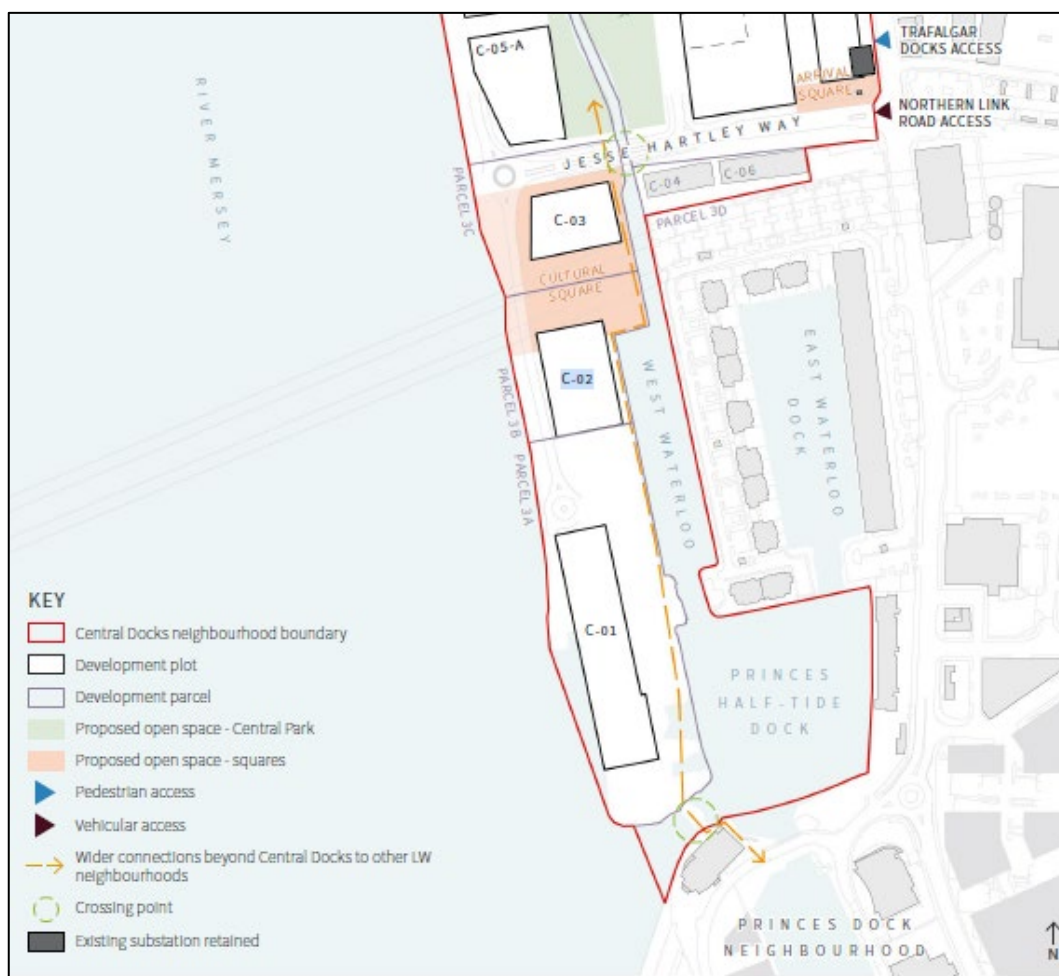 TRAFALGAR
DOCKS ACCESS
C-05-A
ARRIVAL
SQUARE
NORTHERN LINK
ROAD ACCESS
RIVER MERSEY
JESSE HARTLEY WAY
C-04
C-06
PARCEL 3C
PARCEL 3D
C-03
CULTURAL
SQUARE
C-02
PARCEL 3B
PARCEL 3A
WEST WATERLOO
EAST WATERLOO
DOCK
C-01
PRINCES
HALF-TIDE
DOCK
KEY
Central Docks neighbourhood boundary
Development plot
Development parcel
Proposed open space - Central Park
Proposed open space - squares
Pedestrian access
Vehicular access
Wider connections beyond Central Docks to other LW
neighbourhoods
Crossing point
Existing substation retained
PRINCES DOCK
NEIGHBOURHOOD
N